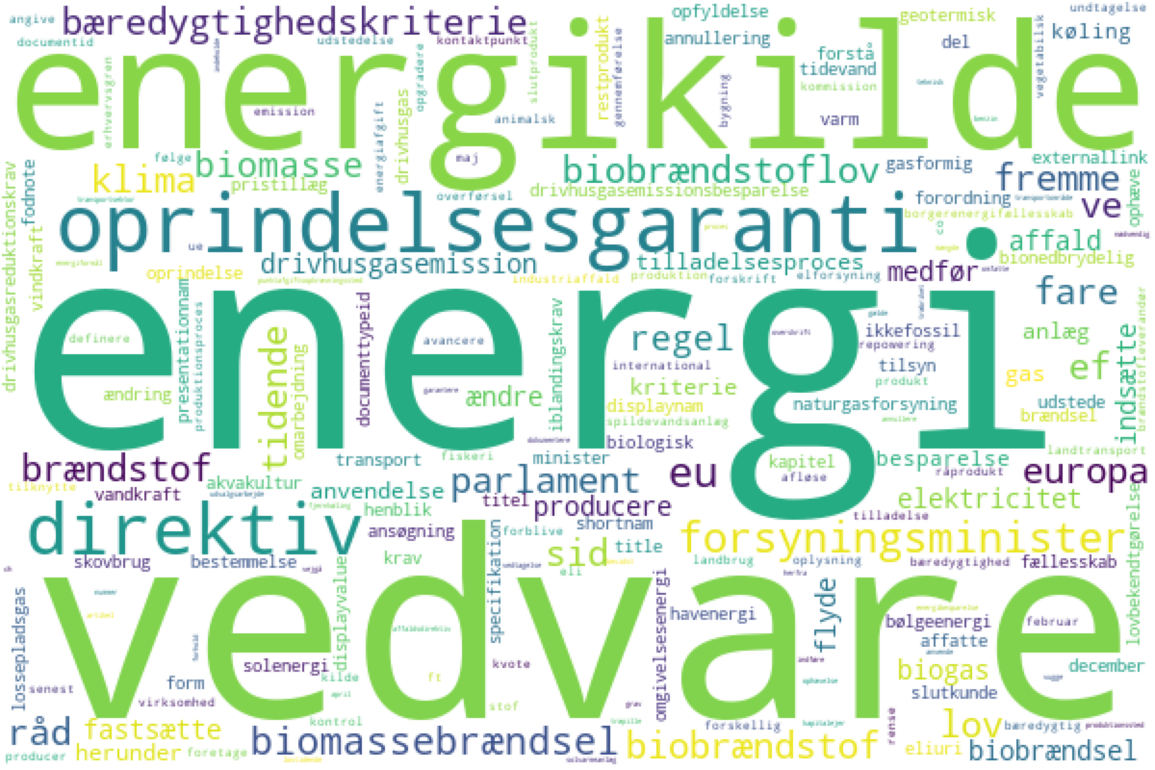 angive
bæredygtighedskriterie
opfyldelse
geotermisk
undtagelse
documentid
udstedelse
kontaktpunkt
annullering
forstå
del
køling
energikilde
tidevand
kommission
erhvervsgren
opgradere
slutprodukt
restprodukt
gennemførelse
bygning
vegetabilsk
emission
energiafgift
drivhusgas
animalsk
varm
følge
biomasse
maj
biobrændstoflov
gasformig
externallink
klima
pristillæg
overførsel
drivhusgasemissionsbesparelse
forordning
fremme
ve
ophæve
fodnote
drivhusgasreduktionskrav
vindkraft
oprindelsesgaranti
borgerenergifællesskab
affald
bionedbrydelig
ue
proces
drivhusgasemission
tilladelsesproces
oprindelse
industriaffald
produktion
forskrift
elforsyning
medfør
fare
energi
presentationnam
produktionsproces
definere
tidende
omarbejdning
documenttypeid
avancere
iblandingskrav
regel
international
ikkefossil
repowering
anlæg
tilsyn
ef
indsætte
brændstofleverandør
ændring
ændre
kriterie
produkt
gas
displaynam
naturgasforsyning
udstede
spildevandsanlæg
brændsel
biologisk
landtransport
brændstof
transport
fiskeri
minister
eu
kapitel
besparelse
europa
tilknytte
akvakultur
parlament
afløse
råprodukt
vandkraft
anvendelse
titel
producere
elektricitet
henblik
direktiv
ansøgning
forblive
shortnam
tilladelse
forsyningsminister
lovbekendtgørelse
skovbrug
bestemmelse
krav
specifikation
sid
title
landbrug
oplysning
bæredygtighed
fællesskab
eli
vedvare
lossepladsgas
displayvalue
havenergi
omgivelsesenergi
flyde
bølgeenergi
februar
affatte
solenergi
kvote
biogas
december
senest
form
kilde
ft
slutkunde
virksomhed
april
stof
råd
fastsætte
kontrol
forskellig
rense
lov
bæredygtig
producer
herunder
foretage
biomassebrændsel
biobrændstof
eliuri
biobrændsel